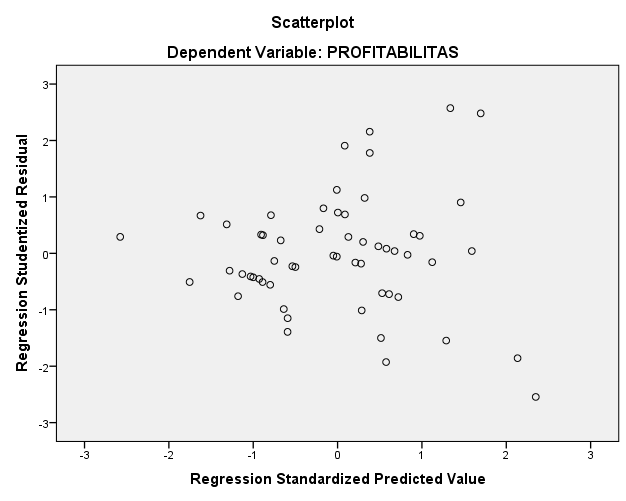 Scatterplot
Dependent Variable: PROFITABILITAS
Regression Studentized Residual
3
2
1
0
-1
-2
-3
-3 -2 -1 0 1 2 3
Regression Standardized Predicted Value